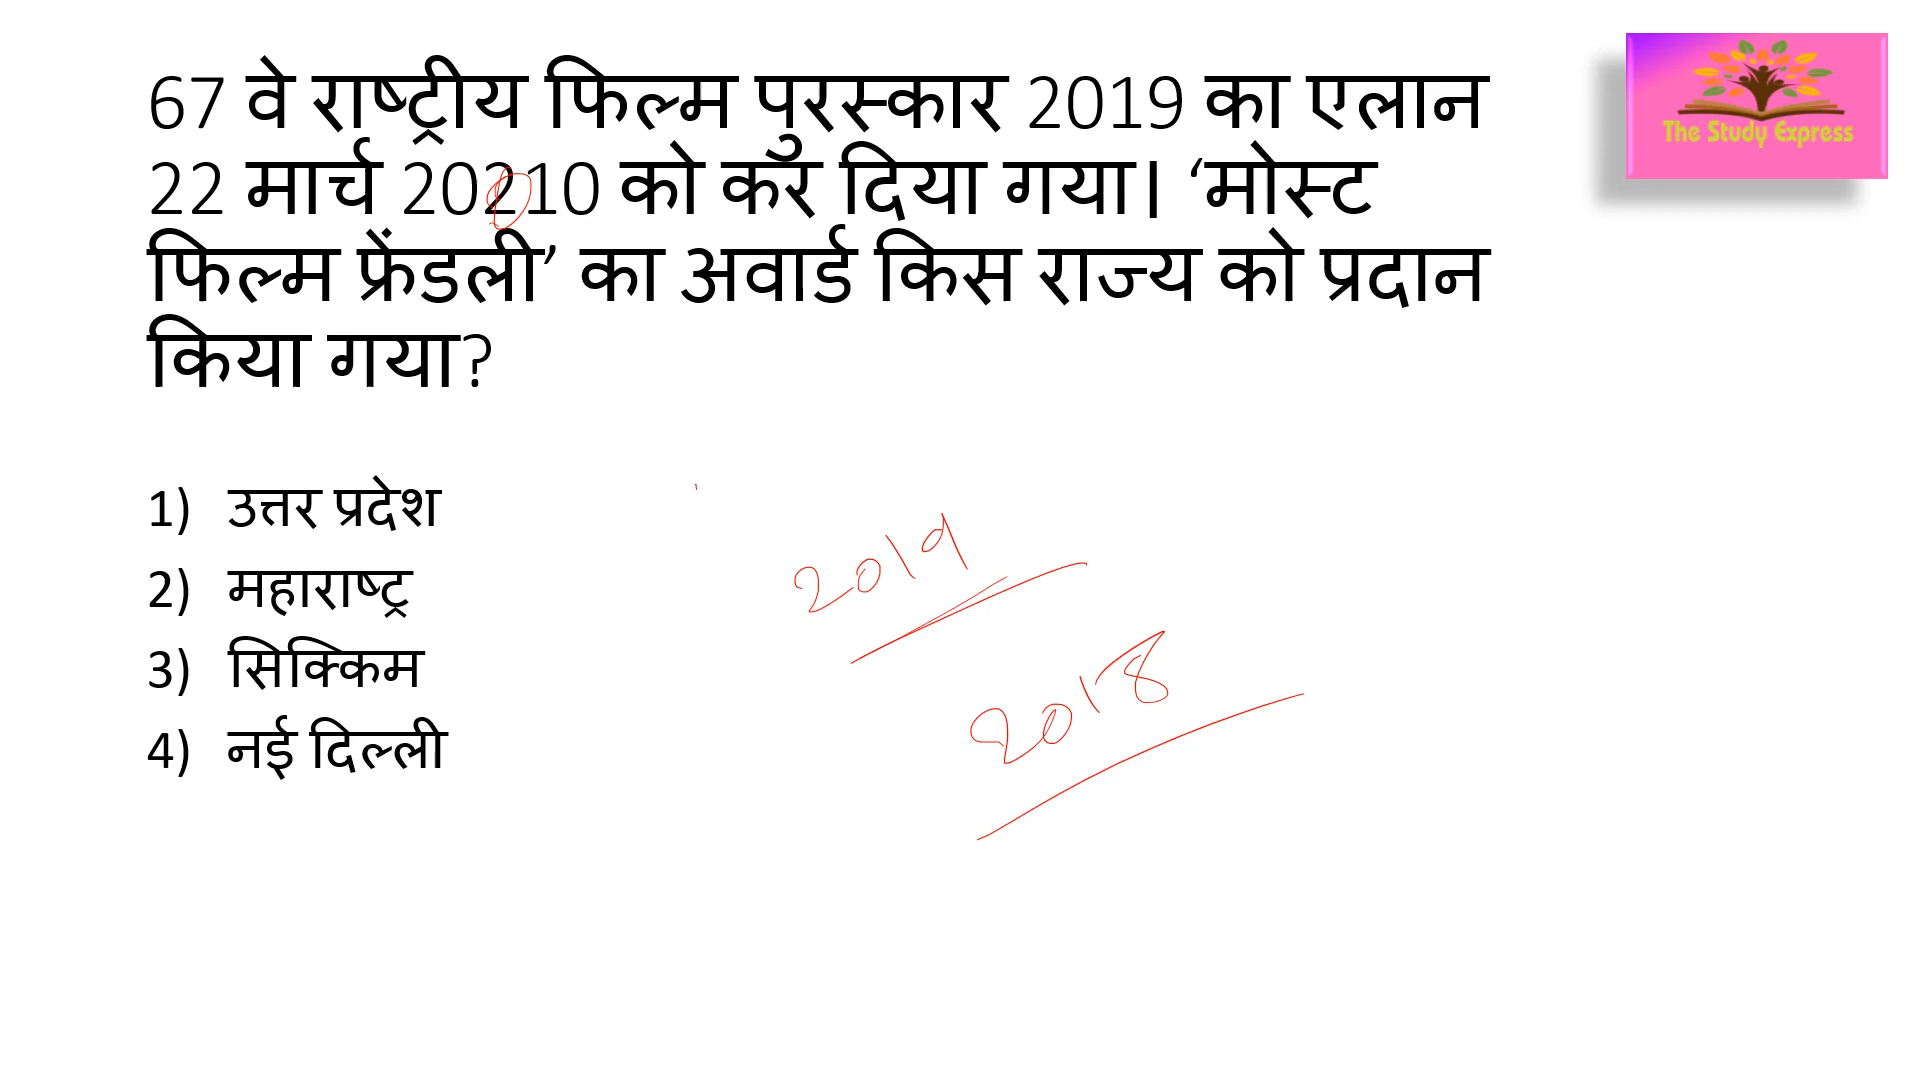 67 वे राष्ट्रीय फिल्म पुरस्कार 2019 का एलान
22 मार्च 20210 को कर दिया गया। ‘मोस्ट
फिल्म फ्रेंडली’ का अवार्ड किस राज्य को प्रदान
किया गया?
The Study Express
1) उत्तर प्रदेश
2) महाराष्ट्र
3) सिक्किम
4) नई दिल्ली
2019
2018